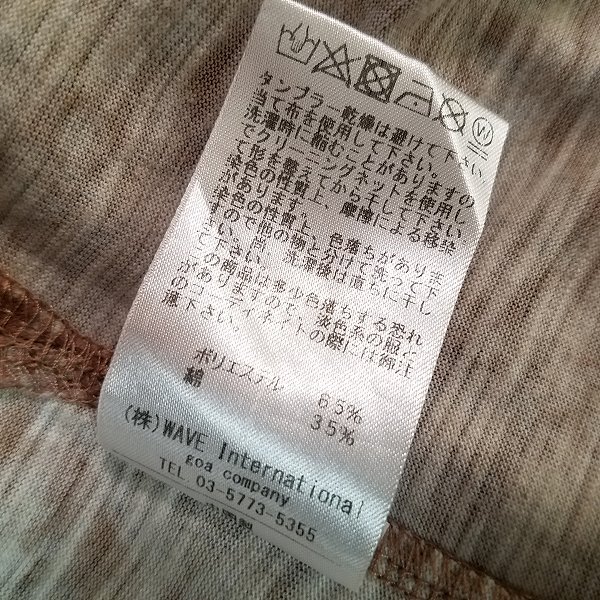 タンブラー乾燥は避けて下さい
当て布を使用して下さい。
洗濯時に縮むことがありますの
でクリーニングネットを使用し
て形を整えてから干して下さい
染色の性質上、摩擦による移染
があります。
染色の性質上、色落ちがありま
すので他の物と分けて洗って下
さい。尚、洗濯後は直ちに干し
て下さい。
この商品は多少色落ちする恐れ
がありますので、淡色系の服と
のコーディネイトの際には御注
意下さい。
ポリエステル 65%
綿 35%
(株)WAVE International
goa company
TEL 03-5773-5355